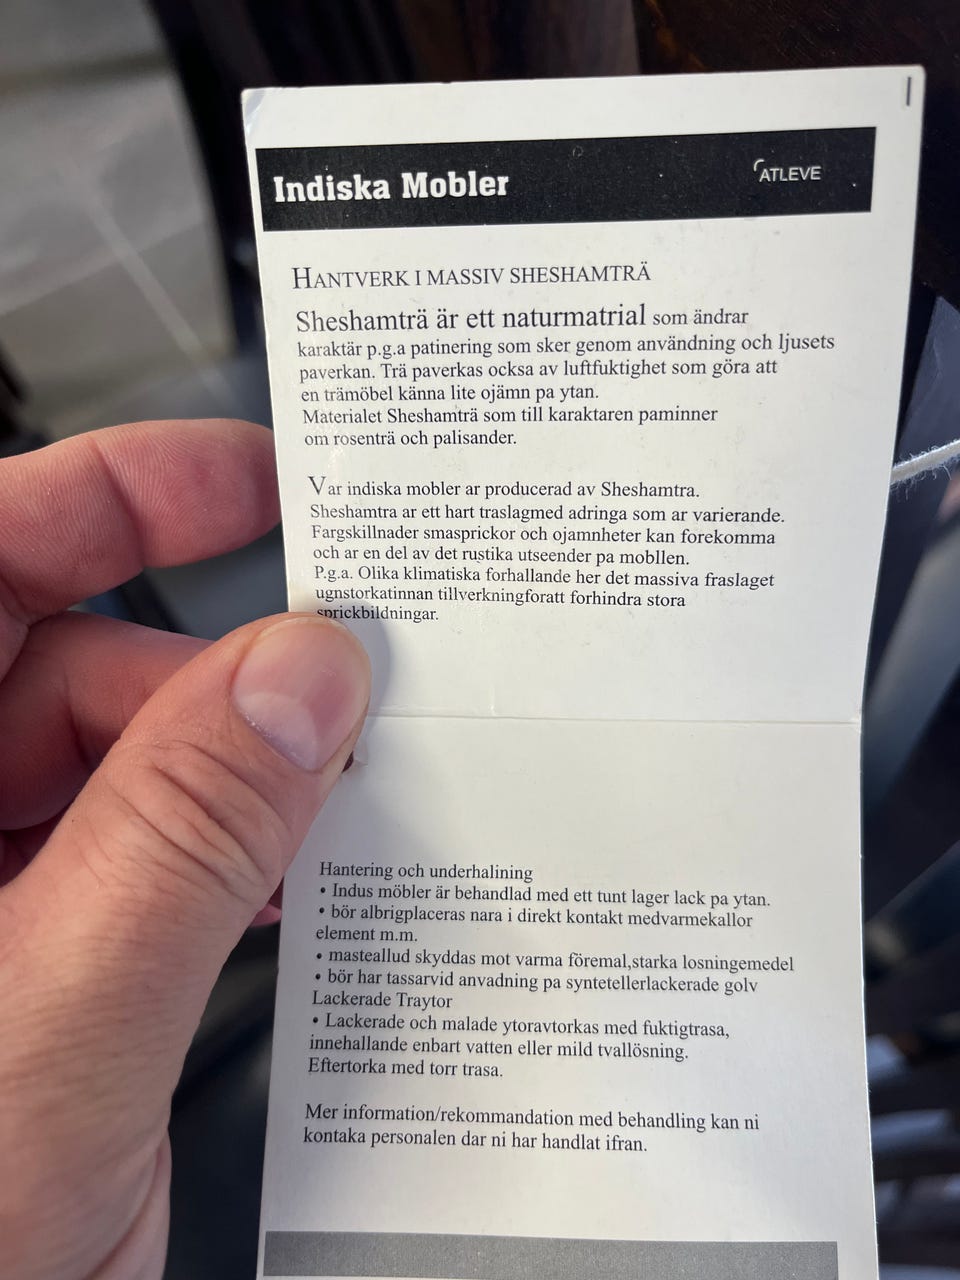 Indiska Mobler
ATLEVE
HANTVERK I MASSIV SHESHAMTRÄ
Sheshamträ är ett naturmatrial som ändrar
karaktär p.g.a patinering som sker genom användning och ljusets
paverkan. Trä paverkas ocksa av luftfuktighet som göra att
en trämöbel känna lite ojämn pa ytan.
Materialet Sheshamträ som till karaktaren paminner
om rosenträ och palisander.
Var indiska mobler ar producerad av Sheshamtra.
Sheshamtra ar ett hart traslagmed adringa som ar varierande.
Fargskillnader smasprickor och ojamnheter kan forekomma
och ar en del av det rustika utseender pa mobllen.
P.g.a. Olika klimatiska forhallande her det massiva fraslaget
ugnstorkatinnan tillverkningforatt forhindra stora
sprickbildningar.
Hantering och underhalining
• Indus möbler är behandlad med ett tunt lager lack pa ytan.
• bör albrigplaceras nara i direkt kontakt medvarmekallor
element m.m.
• masteallud skyddas mot varma föremal,starka losningemedel
• bör har tassarvid anvadning pa syntetellerlackerade golv
Lackerade Traytor
• Lackerade och malade ytoravtorkas med fuktigtrasa,
innehallande enbart vatten eller mild tvallösning.
Eftertorka med torr trasa.
Mer information/rekommandation med behandling kan ni
kontaka personalen dar ni har handlat ifran.